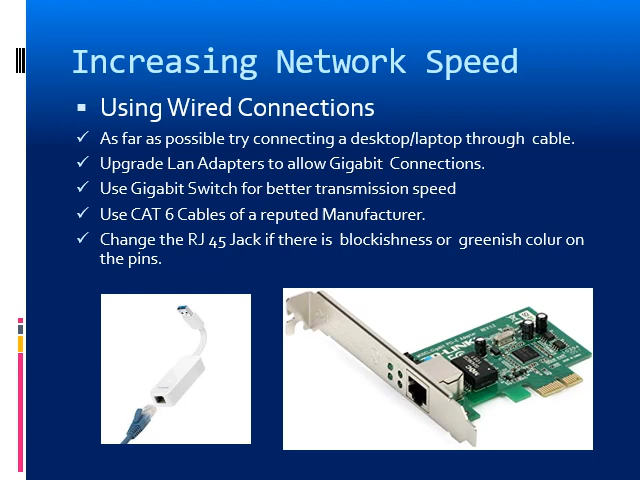 Increasing Network Speed
Using Wired Connections
As far as possible try connecting a desktop/laptop through cable.
Upgrade Lan Adapters to allow Gigabit Connections.
Use Gigabit Switch for better transmission speed
Use CAT 6 Cables of a reputed Manufacturer.
Change the RJ 45 Jack if there is blockishness or greenish colur on
the pins.